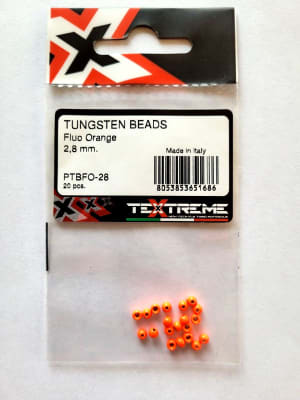 TUNGSTEN BEADS
Fluo Orange
2,8 mm.
Made in Italy
PTBFO-28
20 pcs.
8053853651686
TEXTREME